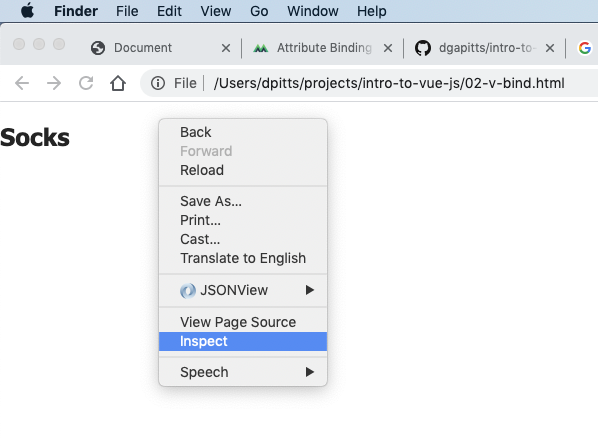 Finder File Edit View Go Window Help
Document Attribute Binding dgapitts/intro-to-
File /Users/dpitts/projects/intro-to-vue-js/02-v-bind.html
Socks
Back
Forward
Reload
Save As...
Print...
Cast...
Translate to English
JSONView
View Page Source
Inspect
Speech